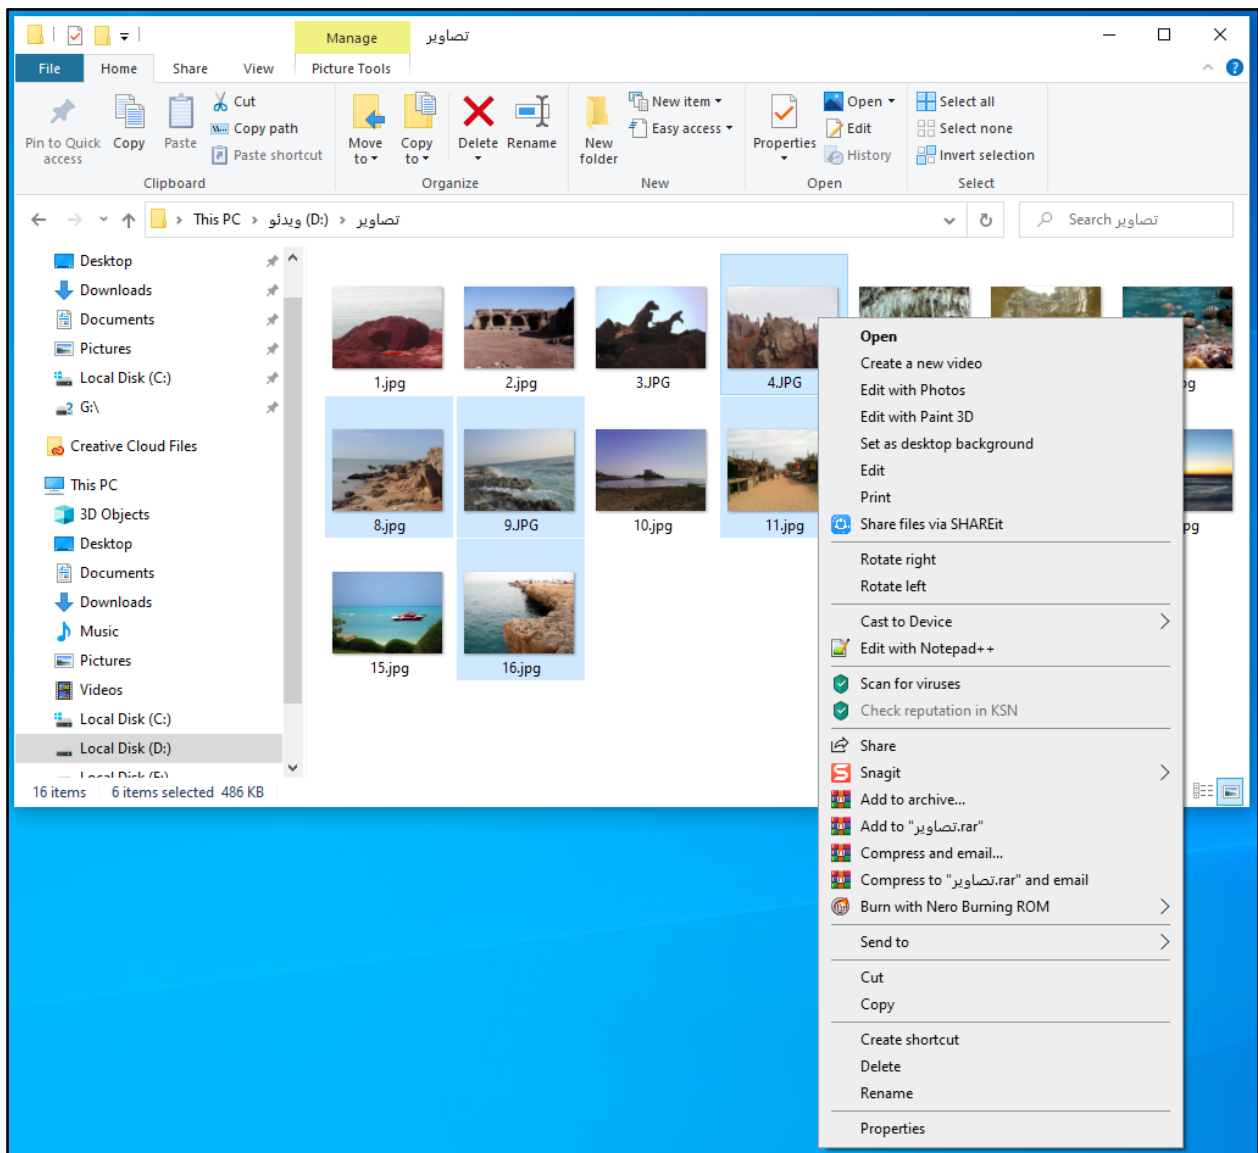 Manage
تصاویر
File Home Share View Picture Tools
Pin to Quick access
Copy
Paste
Cut
Copy path
Paste shortcut
Clipboard
Move to
Copy to
Delete
Rename
Organize
New folder
New item
Easy access
New
Properties
Open
Edit
History
Open
Select all
Select none
Invert selection
Select
This PC
ویدئو (D:)
تصاویر
Search تصاویر
Desktop
Downloads
Documents
Pictures
Local Disk (C:)
G:\
Creative Cloud Files
This PC
3D Objects
Desktop
Documents
Downloads
Music
Pictures
Videos
Local Disk (C:)
Local Disk (D:)
1.jpg 2.jpg 3.JPG 4.JPG
8.jpg 9.JPG 10.jpg 11.jpg
15.jpg 16.jpg
Open
Create a new video
Edit with Photos
Edit with Paint 3D
Set as desktop background
Edit
Print
Share files via SHAREit
Rotate right
Rotate left
Cast to Device
Edit with Notepad++
Scan for viruses
Check reputation in KSN
Share
Snagit
Add to archive...
Add to "تصاویر.rar"
Compress and email...
Compress to "تصاویر.rar" and email
Burn with Nero Burning ROM
Send to
Cut
Copy
Create shortcut
Delete
Rename
Properties
16 items 6 items selected 486 KB